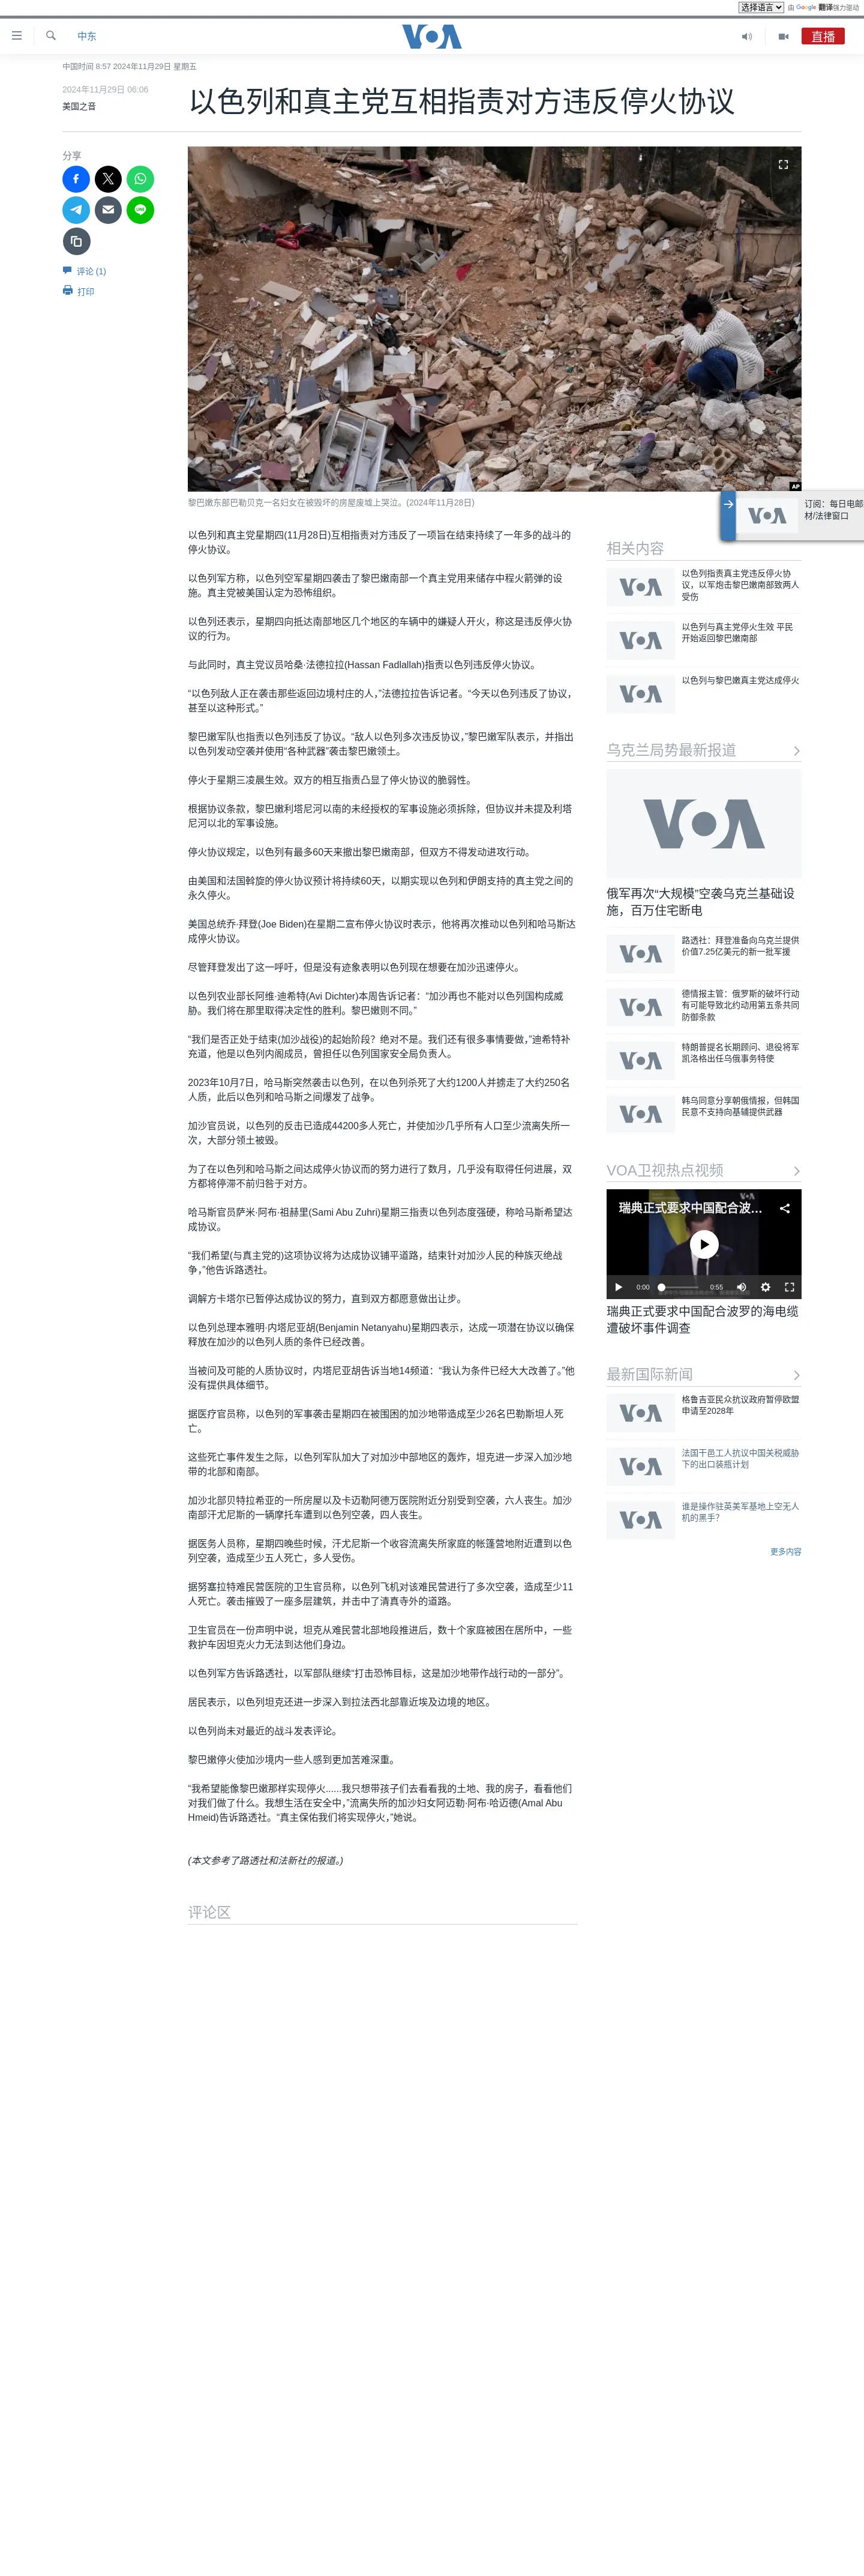 选择语言 由 Google 翻译强力驱动
中东
VOA
直播
中国时间 8:57 2024年11月29日 星期五
2024年11月29日 06:06
美国之音
以色列和真主党互相指责对方违反停火协议
分享
评论 (1)
打印
AP
黎巴嫩东部巴勒贝克一名妇女在被毁坏的房屋废墟上哭泣。(2024年11月28日)
VOA
订阅：每日电邮
材/法律窗口
以色列和真主党星期四(11月28日)互相指责对方违反了一项旨在结束持续了一年多的战斗的
停火协议。
以色列军方称，以色列空军星期四袭击了黎巴嫩南部一个真主党用来储存中程火箭弹的设
施。真主党被美国认定为恐怖组织。
以色列还表示，星期四向抵达南部地区几个地区的车辆中的嫌疑人开火，称这是违反停火协
议的行为。
与此同时，真主党议员哈桑·法德拉拉(Hassan Fadlallah)指责以色列违反停火协议。
“以色列敌人正在袭击那些返回边境村庄的人，”法德拉拉告诉记者。“今天以色列违反了协议，
甚至以这种形式。”
黎巴嫩军队也指责以色列违反了协议。“敌人以色列多次违反协议，”黎巴嫩军队表示，并指出
以色列发动空袭并使用“各种武器”袭击黎巴嫩领土。
停火于星期三凌晨生效。双方的相互指责凸显了停火协议的脆弱性。
根据协议条款，黎巴嫩利塔尼河以南的未经授权的军事设施必须拆除，但协议并未提及利塔
尼河以北的军事设施。
停火协议规定，以色列有最多60天来撤出黎巴嫩南部，但双方不得发动进攻行动。
由美国和法国斡旋的停火协议预计将持续60天，以期实现以色列和伊朗支持的真主党之间的
永久停火。
美国总统乔·拜登(Joe Biden)在星期二宣布停火协议时表示，他将再次推动以色列和哈马斯达
成停火协议。
尽管拜登发出了这一呼吁，但是没有迹象表明以色列现在想要在加沙迅速停火。
以色列农业部长阿维·迪希特(Avi Dichter)本周告诉记者：“加沙再也不能对以色列国构成威
胁。我们将在那里取得决定性的胜利。黎巴嫩则不同。”
“我们是否正处于结束(加沙战役)的起始阶段？绝对不是。我们还有很多事情要做，”迪希特补
充道，他是以色列内阁成员，曾担任以色列国家安全局负责人。
2023年10月7日，哈马斯突然袭击以色列，在以色列杀死了大约1200人并掳走了大约250名
人质，此后以色列和哈马斯之间爆发了战争。
加沙官员说，以色列的反击已造成44200多人死亡，并使加沙几乎所有人口至少流离失所一
次，大部分领土被毁。
为了在以色列和哈马斯之间达成停火协议而的努力进行了数月，几乎没有取得任何进展，双
方都将停滞不前归咎于对方。
哈马斯官员萨米·阿布·祖赫里(Sami Abu Zuhri)星期三指责以色列态度强硬，称哈马斯希望达
成协议。
“我们希望(与真主党的)这项协议将为达成协议铺平道路，结束针对加沙人民的种族灭绝战
争，”他告诉路透社。
调解方卡塔尔已暂停达成协议的努力，直到双方都愿意做出让步。
以色列总理本雅明·内塔尼亚胡(Benjamin Netanyahu)星期四表示，达成一项潜在协议以确保
释放在加沙的以色列人质的条件已经改善。
当被问及可能的人质协议时，内塔尼亚胡告诉当地14频道：“我认为条件已经大大改善了。”他
没有提供具体细节。
据医疗官员称，以色列的军事袭击星期四在被围困的加沙地带造成至少26名巴勒斯坦人死
亡。
这些死亡事件发生之际，以色列军队加大了对加沙中部地区的轰炸，坦克进一步深入加沙地
带的北部和南部。
加沙北部贝特拉希亚的一所房屋以及卡迈勒阿德万医院附近分别受到空袭，六人丧生。加沙
南部汗尤尼斯的一辆摩托车遭到以色列空袭，四人丧生。
据医务人员称，星期四晚些时候，汗尤尼斯一个收容流离失所家庭的帐篷营地附近遭到以色
列空袭，造成至少五人死亡，多人受伤。
据努塞拉特难民营医院的卫生官员称，以色列飞机对该难民营进行了多次空袭，造成至少11
人死亡。袭击摧毁了一座多层建筑，并击中了清真寺外的道路。
卫生官员在一份声明中说，坦克从难民营北部地段推进后，数十个家庭被困在居所中，一些
救护车因坦克火力无法到达他们身边。
以色列军方告诉路透社，以军部队继续“打击恐怖目标，这是加沙地带作战行动的一部分”。
居民表示，以色列坦克还进一步深入到拉法西北部靠近埃及边境的地区。
以色列尚未对最近的战斗发表评论。
黎巴嫩停火使加沙境内一些人感到更加苦难深重。
“我希望能像黎巴嫩那样实现停火......我只想带孩子们去看看我的土地、我的房子，看看他们
对我们做了什么。我想生活在安全中，”流离失所的加沙妇女阿迈勒·阿布·哈迈德(Amal Abu
Hmeid)告诉路透社。“真主保佑我们将实现停火，”她说。
(本文参考了路透社和法新社的报道。)
评论区
相关内容
VOA
以色列指责真主党违反停火协
议，以军炮击黎巴嫩南部致两人
受伤
VOA
以色列与真主党停火生效 平民
开始返回黎巴嫩南部
VOA
以色列与黎巴嫩真主党达成停火
乌克兰局势最新报道
VOA
俄军再次“大规模”空袭乌克兰基础设
施，百万住宅断电
VOA
路透社：拜登准备向乌克兰提供
价值7.25亿美元的新一批军援
VOA
德情报主管：俄罗斯的破坏行动
有可能导致北约动用第五条共同
防御条款
VOA
特朗普提名长期顾问、退役将军
凯洛格出任乌俄事务特使
VOA
韩乌同意分享朝俄情报，但韩国
民意不支持向基辅提供武器
VOA卫视热点视频
VOA
瑞典正式要求中国配合波...
0:00 0:55
瑞典正式要求中国配合波罗的海电缆
遭破坏事件调查
最新国际新闻
VOA
格鲁吉亚民众抗议政府暂停欧盟
申请至2028年
VOA
法国干邑工人抗议中国关税威胁
下的出口装瓶计划
VOA
谁是操作驻英美军基地上空无人
机的黑手？
更多内容